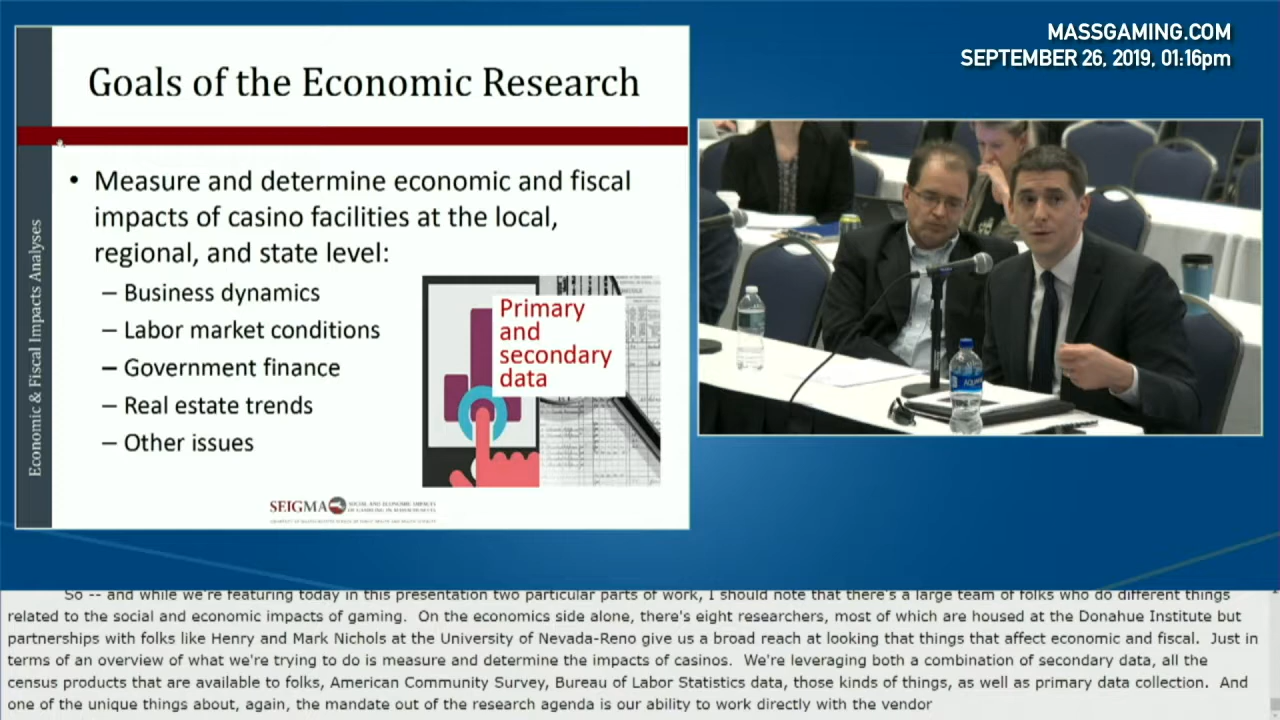 MASSGAMING.COM
SEPTEMBER 26, 2019, 01:16pm
Goals of the Economic Research
Economic & Fiscal Impacts Analyses
• Measure and determine economic and fiscal
impacts of casino facilities at the local,
regional, and state level:
– Business dynamics
– Labor market conditions
– Government finance
– Real estate trends
– Other issues
Primary
and
secondary
data
SEIGMA SOCIAL AND ECONOMIC IMPACTS
OF GAMBLING IN MASSACHUSETTS
So -- and while we're featuring today in this presentation two particular parts of work, I should note that there's a large team of folks who do different things
related to the social and economic impacts of gaming. On the economics side alone, there's eight researchers, most of which are housed at the Donahue Institute but
partnerships with folks like Henry and Mark Nichols at the University of Nevada-Reno give us a broad reach at looking that things that affect economic and fiscal. Just in
terms of an overview of what we're trying to do is measure and determine the impacts of casinos. We're leveraging both a combination of secondary data, all the
census products that are available to folks, American Community Survey, Bureau of Labor Statistics data, those kinds of things, as well as primary data collection. And
one of the unique things about, again, the mandate out of the research agenda is our ability to work directly with the vendor